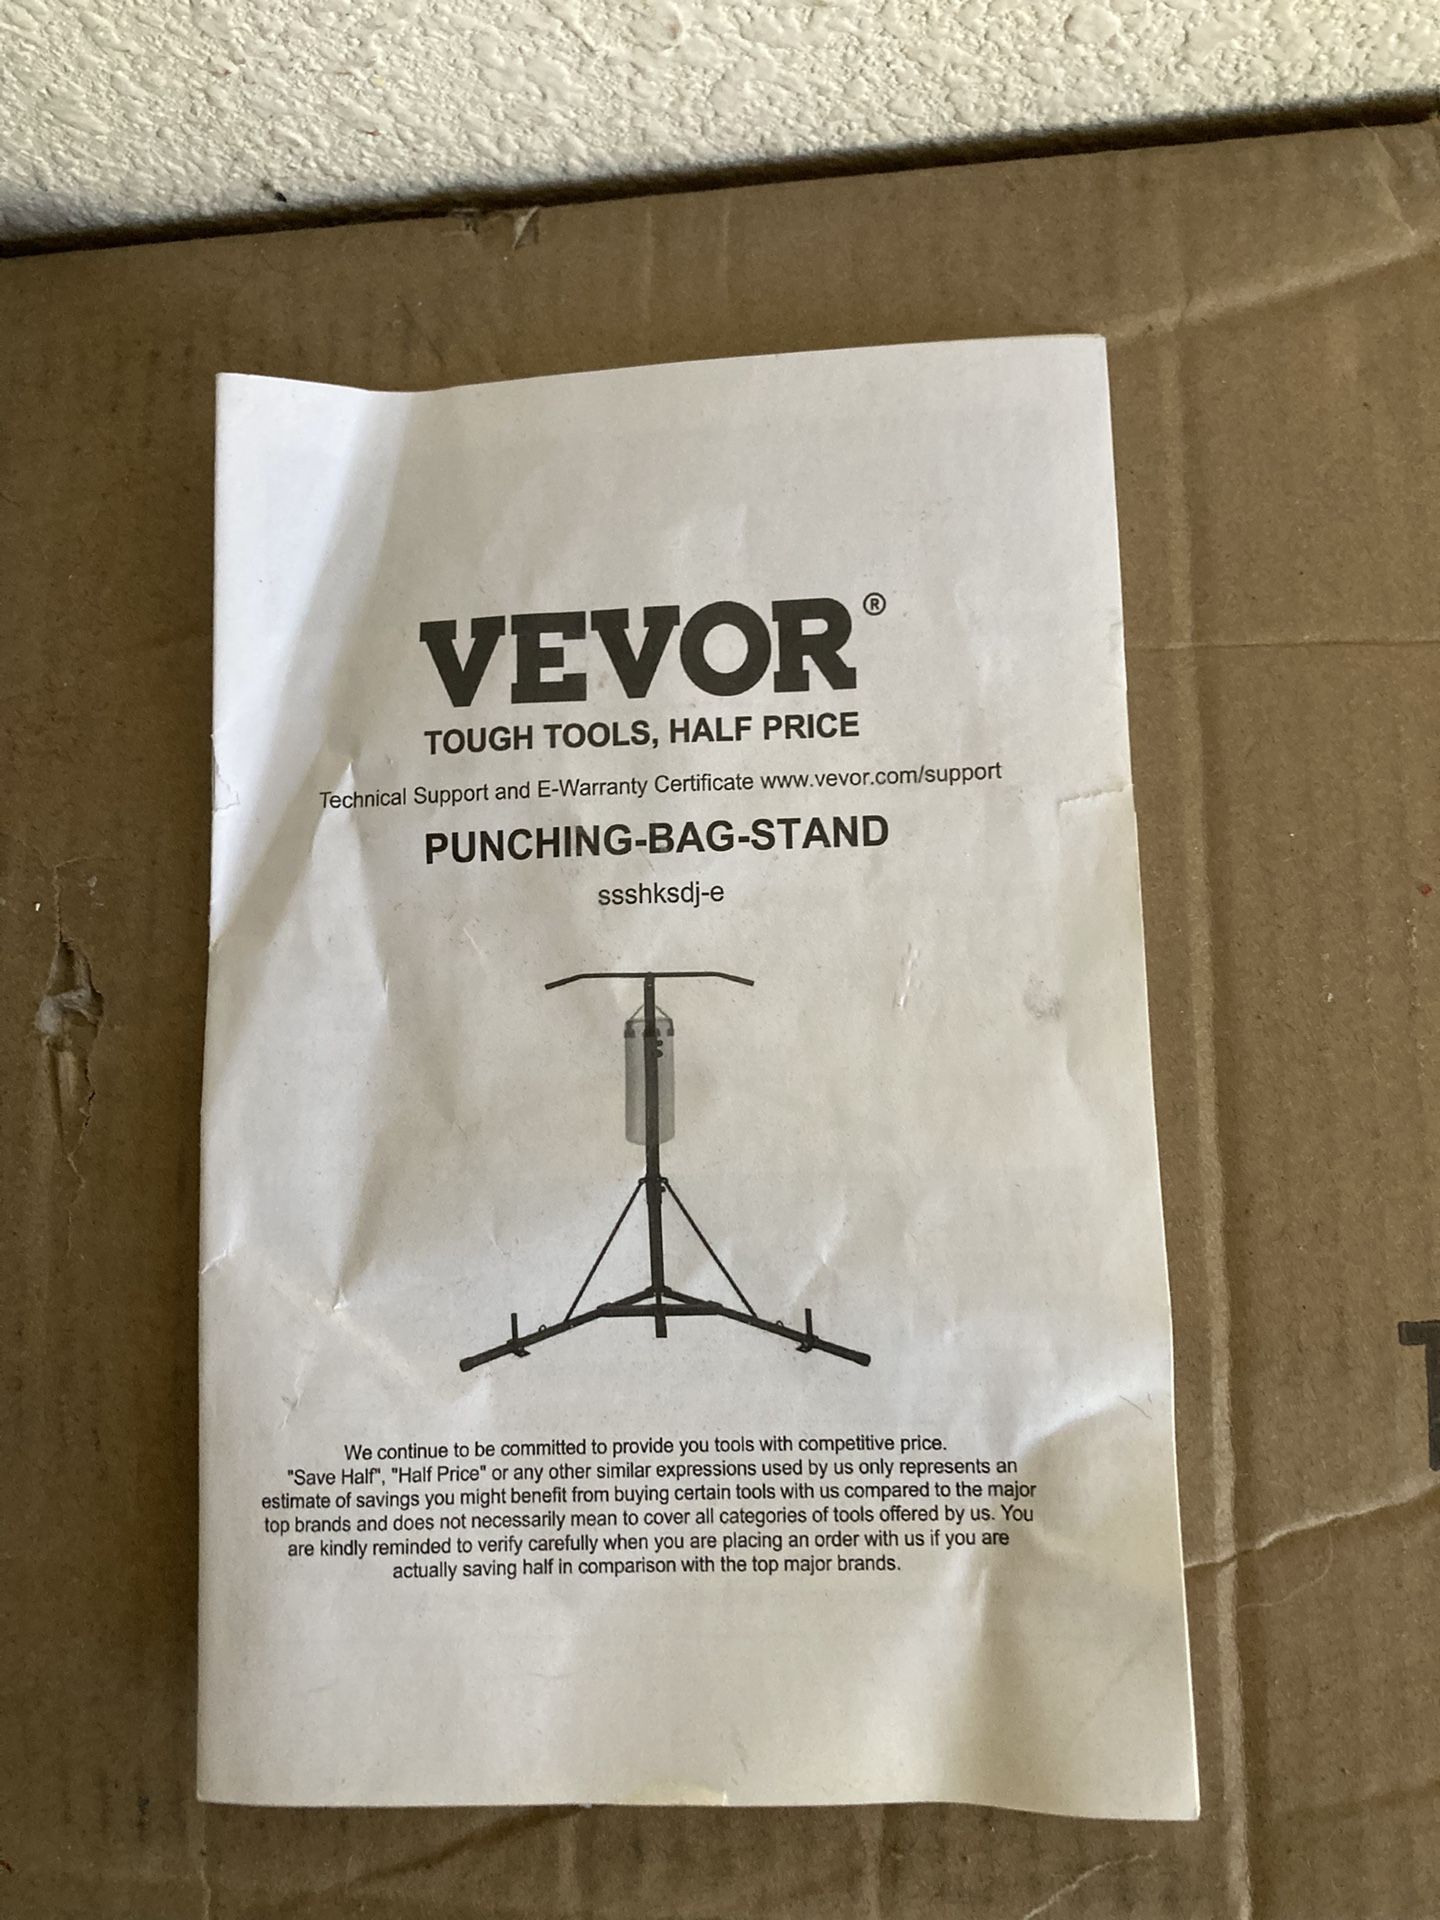 VEVOR®
TOUGH TOOLS, HALF PRICE
Technical Support and E-Warranty Certificate www.vevor.com/support
PUNCHING-BAG-STAND
ssshksdj-e
We continue to be committed to provide you tools with competitive price.
"Save Half", "Half Price" or any other similar expressions used by us only represents an
estimate of savings you might benefit from buying certain tools with us compared to the major
top brands and does not necessarily mean to cover all categories of tools offered by us. You
are kindly reminded to verify carefully when you are placing an order with us if you are
actually saving half in comparison with the top major brands.